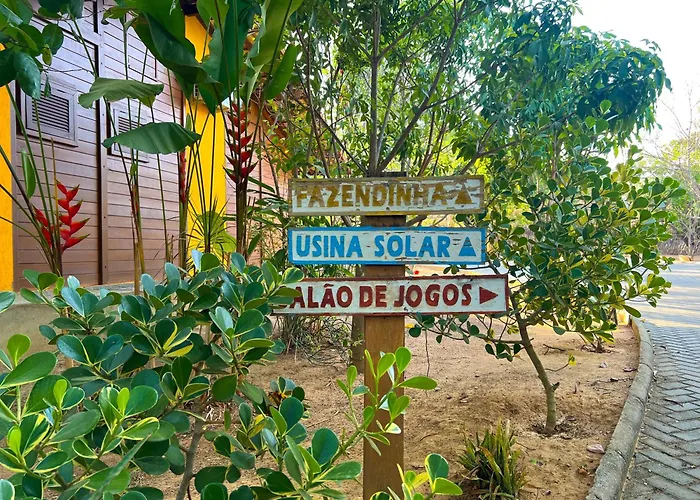 FAZENDINHA
USINA SOLAR
ALÃO DE JOGOS